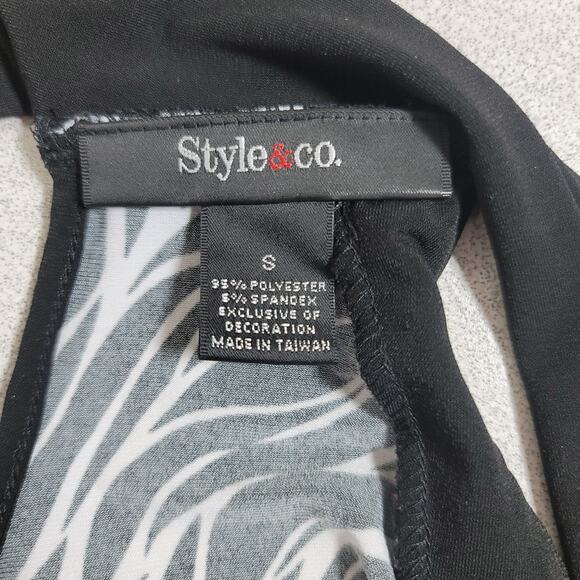 Style&co.
S
95% POLYESTER
5% SPANDEX
EXCLUSIVE OF
DECORATION
MADE IN TAIWAN